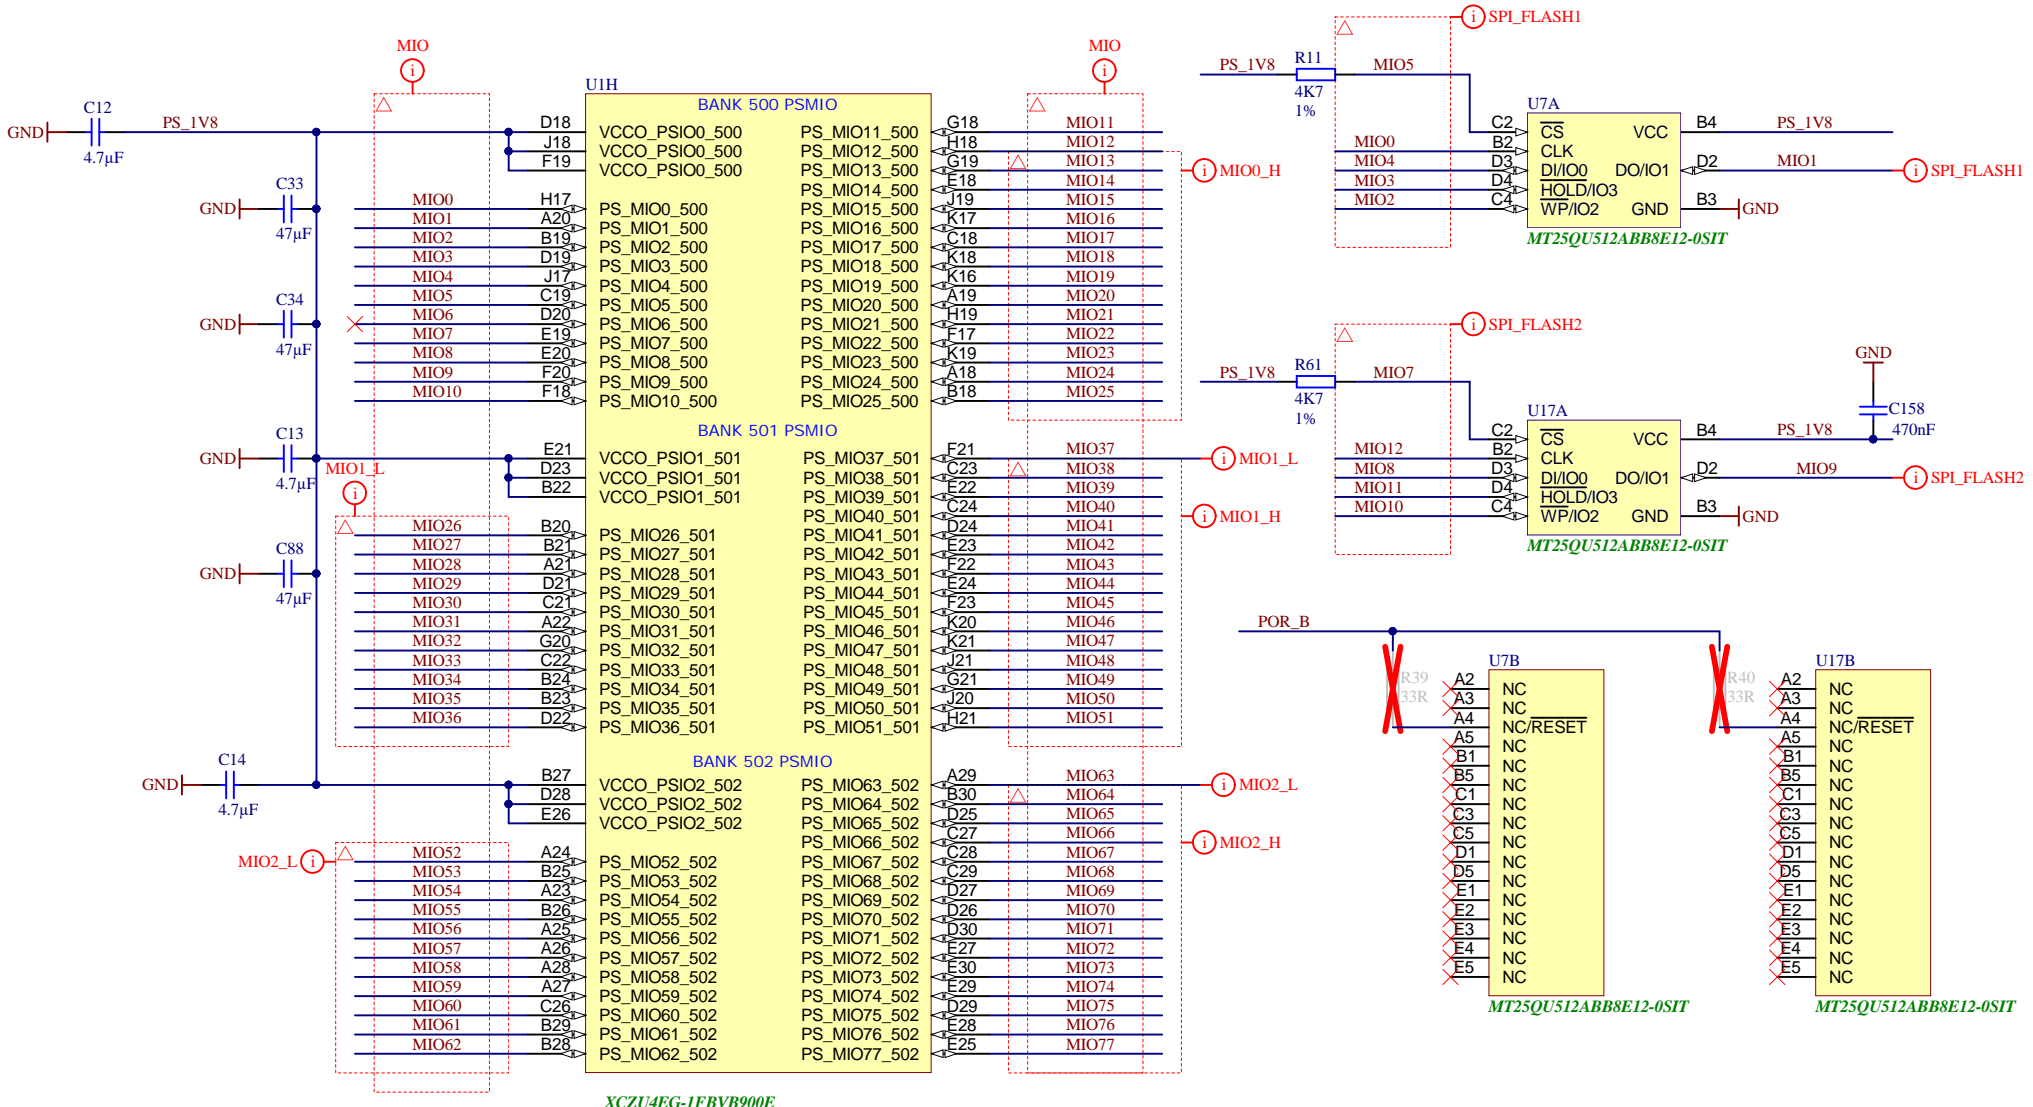 MIO
MIO
SPI_FLASH1
C12
GND
PS_1V8
4.7µF
C33
GND
47µF
C34
GND
47µF
C13
GND
4.7µF
C88
GND
47µF
C14
GND
4.7µF
MIO1_L
MIO2_L
U1H
BANK 500 PSMIO
D18 VCCO_PSIO0_500
J18 VCCO_PSIO0_500
F19 VCCO_PSIO0_500
MIO0 H17 PS_MIO0_500
MIO1 A20 PS_MIO1_500
MIO2 B19 PS_MIO2_500
MIO3 D19 PS_MIO3_500
MIO4 J17 PS_MIO4_500
MIO5 C19 PS_MIO5_500
MIO6 D20 PS_MIO6_500
MIO7 E19 PS_MIO7_500
MIO8 E20 PS_MIO8_500
MIO9 F20 PS_MIO9_500
MIO10 F18 PS_MIO10_500
PS_MIO11_500 G18 MIO11
PS_MIO12_500 H18 MIO12
PS_MIO13_500 G19 MIO13
PS_MIO14_500 E18 MIO14
PS_MIO15_500 J19 MIO15
PS_MIO16_500 K17 MIO16
PS_MIO17_500 C18 MIO17
PS_MIO18_500 K18 MIO18
PS_MIO19_500 K16 MIO19
PS_MIO20_500 A19 MIO20
PS_MIO21_500 H19 MIO21
PS_MIO22_500 F17 MIO22
PS_MIO23_500 K19 MIO23
PS_MIO24_500 A18 MIO24
PS_MIO25_500 B18 MIO25
MIO0_H
BANK 501 PSMIO
E21 VCCO_PSIO1_501
D23 VCCO_PSIO1_501
B22 VCCO_PSIO1_501
MIO26 B20 PS_MIO26_501
MIO27 B21 PS_MIO27_501
MIO28 A21 PS_MIO28_501
MIO29 D21 PS_MIO29_501
MIO30 C21 PS_MIO30_501
MIO31 A22 PS_MIO31_501
MIO32 G20 PS_MIO32_501
MIO33 C22 PS_MIO33_501
MIO34 B24 PS_MIO34_501
MIO35 B23 PS_MIO35_501
MIO36 D22 PS_MIO36_501
PS_MIO37_501 F21 MIO37
PS_MIO38_501 C23 MIO38
PS_MIO39_501 E22 MIO39
PS_MIO40_501 C24 MIO40
PS_MIO41_501 D24 MIO41
PS_MIO42_501 E23 MIO42
PS_MIO43_501 F22 MIO43
PS_MIO44_501 E24 MIO44
PS_MIO45_501 F23 MIO45
PS_MIO46_501 K20 MIO46
PS_MIO47_501 K21 MIO47
PS_MIO48_501 J21 MIO48
PS_MIO49_501 G21 MIO49
PS_MIO50_501 J20 MIO50
PS_MIO51_501 H21 MIO51
MIO1_L
MIO1_H
BANK 502 PSMIO
B27 VCCO_PSIO2_502
D28 VCCO_PSIO2_502
E26 VCCO_PSIO2_502
MIO52 A24 PS_MIO52_502
MIO53 B25 PS_MIO53_502
MIO54 A23 PS_MIO54_502
MIO55 B26 PS_MIO55_502
MIO56 A25 PS_MIO56_502
MIO57 A26 PS_MIO57_502
MIO58 A28 PS_MIO58_502
MIO59 A27 PS_MIO59_502
MIO60 C26 PS_MIO60_502
MIO61 B29 PS_MIO61_502
MIO62 B28 PS_MIO62_502
PS_MIO63_502 A29 MIO63
PS_MIO64_502 B30 MIO64
PS_MIO65_502 D25 MIO65
PS_MIO66_502 C27 MIO66
PS_MIO67_502 C28 MIO67
PS_MIO68_502 C29 MIO68
PS_MIO69_502 D27 MIO69
PS_MIO70_502 D26 MIO70
PS_MIO71_502 D30 MIO71
PS_MIO72_502 E27 MIO72
PS_MIO73_502 E30 MIO73
PS_MIO74_502 E29 MIO74
PS_MIO75_502 D29 MIO75
PS_MIO76_502 E28 MIO76
PS_MIO77_502 E25 MIO77
MIO2_L
MIO2_H
XCZU4EG-1FBVB900E
PS_1V8 R11 MIO5
4K7
1%
U7A
C2 CS VCC B4 PS_1V8
MIO0 B2 CLK
MIO4 D3 DI/IO0 DO/IO1 D2 MIO1 SPI_FLASH1
MIO3 D4 HOLD/IO3
MIO2 C4 WP/IO2 GND B3 GND
MT25QU512ABB8E12-0SIT
SPI_FLASH2
PS_1V8 R61 MIO7
4K7
1%
GND
C158
470nF
U17A
C2 CS VCC B4 PS_1V8
MIO12 B2 CLK
MIO8 D3 DI/IO0 DO/IO1 D2 MIO9 SPI_FLASH2
MIO11 D4 HOLD/IO3
MIO10 C4 WP/IO2 GND B3 GND
MT25QU512ABB8E12-0SIT
POR_B
R39
33R
U7B
A2 NC
A3 NC
A4 NC/RESET
A5 NC
B1 NC
B5 NC
C1 NC
C3 NC
C5 NC
D1 NC
D5 NC
E1 NC
E2 NC
E3 NC
E4 NC
E5 NC
MT25QU512ABB8E12-0SIT
R40
33R
U17B
A2 NC
A3 NC
A4 NC/RESET
A5 NC
B1 NC
B5 NC
C1 NC
C3 NC
C5 NC
D1 NC
D5 NC
E1 NC
E2 NC
E3 NC
E4 NC
E5 NC
MT25QU512ABB8E12-0SIT